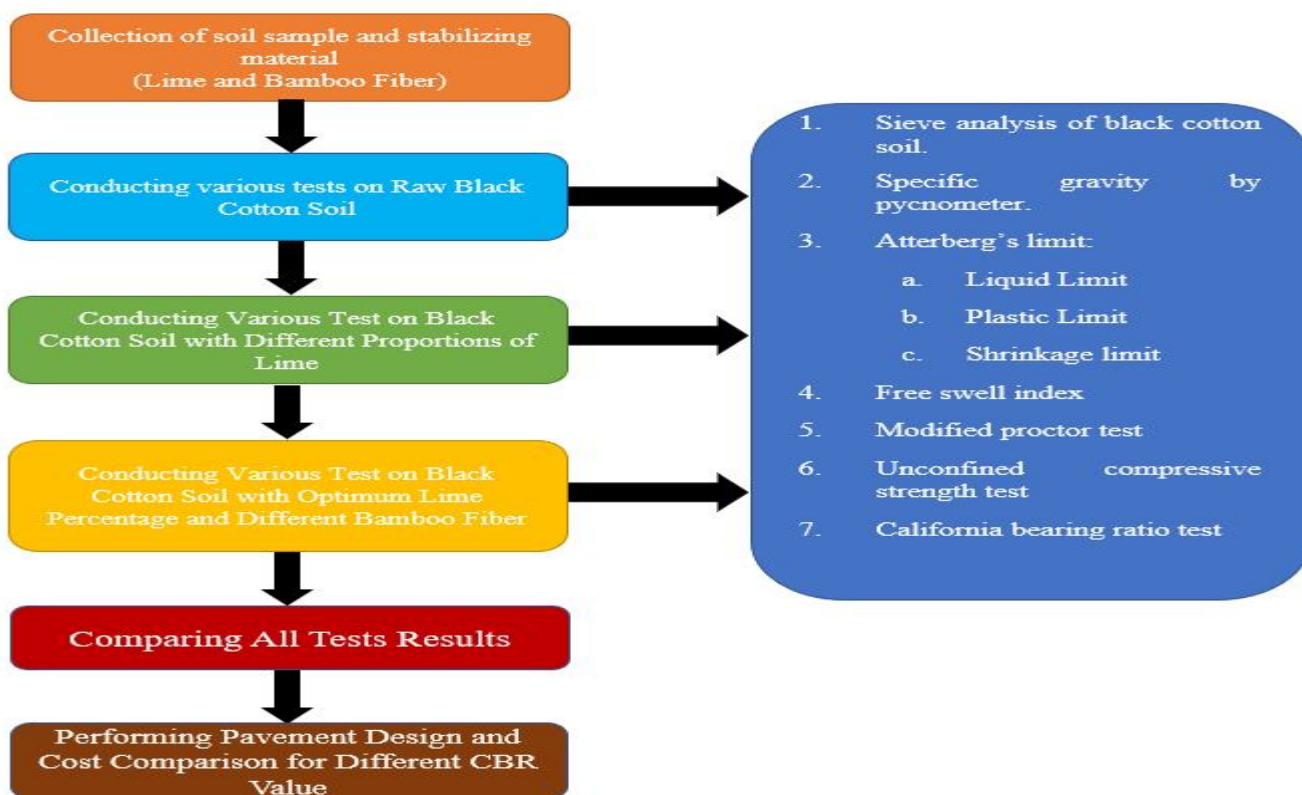 Collection of soil sample and stabilizing
material
(Lime and Bamboo Fiber)
Conducting various tests on Raw Black
Cotton Soil
Conducting Various Test on Black
Cotton Soil with Different Proportions of
Lime
Conducting Various Test on Black
Cotton Soil with Optimum Lime
Percentage and Different Bamboo Fiber
Comparing All Tests Results
Performing Pavement Design and
Cost Comparison for Different CBR
Value
1. Sieve analysis of black cotton
soil.
2. Specific gravity by
pycnometer.
3. Atterberg’s limit:
a. Liquid Limit
b. Plastic Limit
c. Shrinkage limit
4. Free swell index
5. Modified proctor test
6. Unconfined compressive
strength test
7. California bearing ratio test